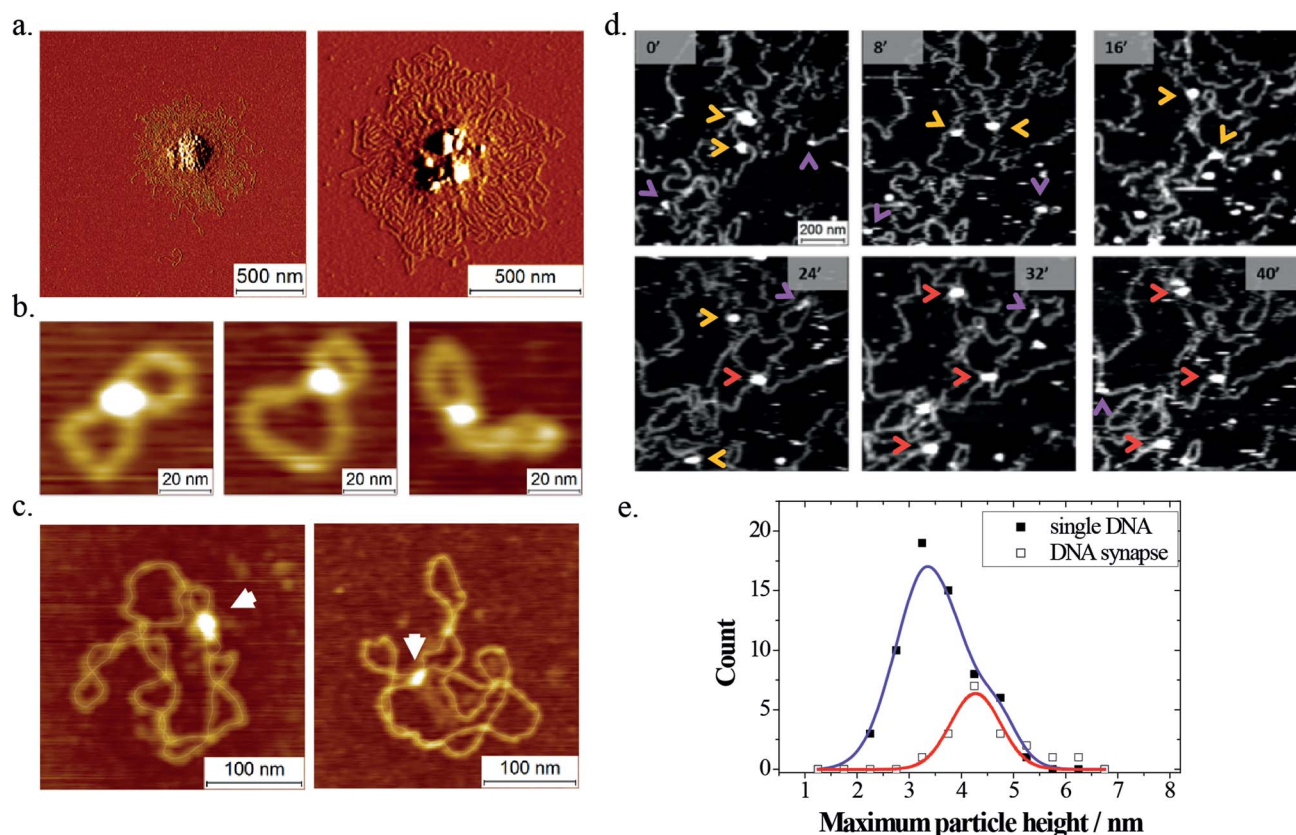 a.
500 nm
500 nm
b.
20 nm
20 nm
20 nm
c.
100 nm
100 nm
d.
0'
8'
16'
200 nm
24'
32'
40'
e.
single DNA
DNA synapse
Count
20
15
10
5
0
1 2 3 4 5 6 7 8
Maximum particle height / nm